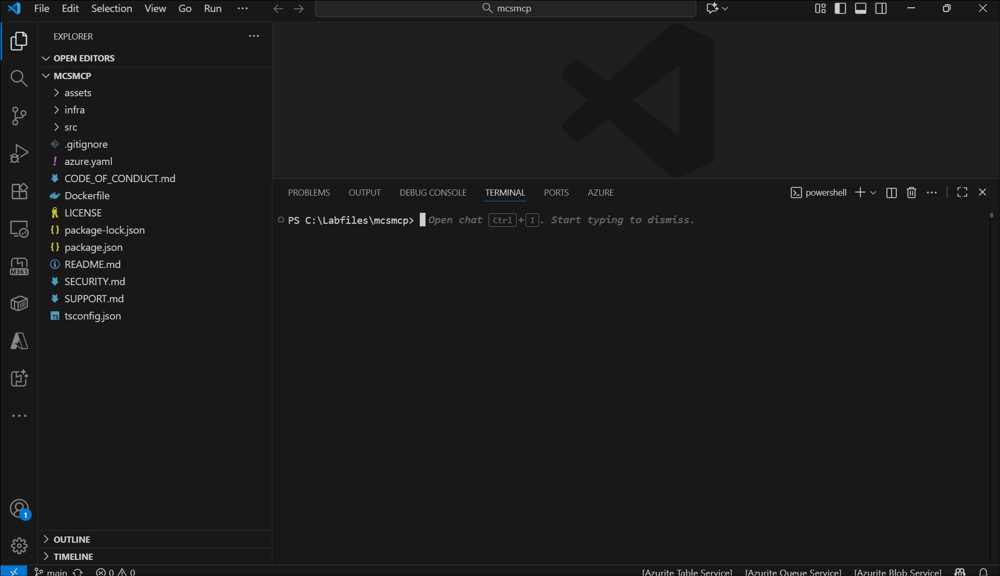 File Edit Selection View Go Run
mcsmcp
EXPLORER
OPEN EDITORS
MCSMCP
assets
infra
src
.gitignore
! azure.yaml
CODE_OF_CONDUCT.md
Dockerfile
LICENSE
{} package-lock.json
{} package.json
README.md
SECURITY.md
SUPPORT.md
TS tsconfig.json
M365
1
OUTLINE
TIMELINE
PROBLEMS OUTPUT DEBUG CONSOLE TERMINAL PORTS AZURE
powershell
PS C:\Labfiles\mcsmcp> Open chat Ctrl+I. Start typing to dismiss.
main 0 0 [Azurite Table Service] [Azurite Queue Service] [Azurite Blob Service]